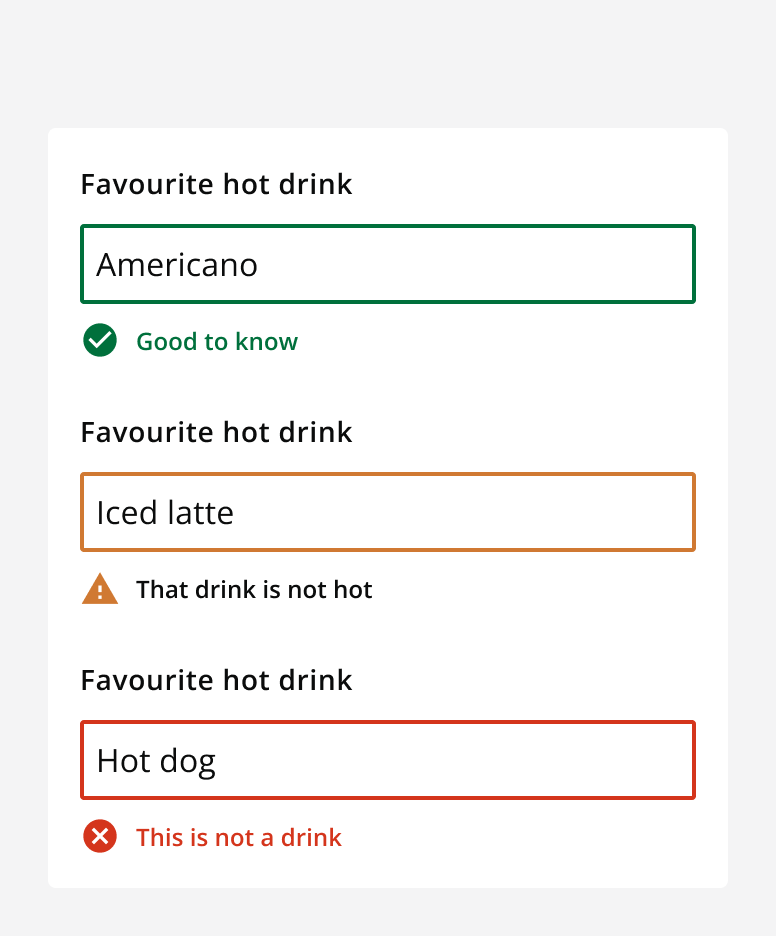 Favourite hot drink
Americano
Good to know
Favourite hot drink
Iced latte
That drink is not hot
Favourite hot drink
Hot dog
This is not a drink